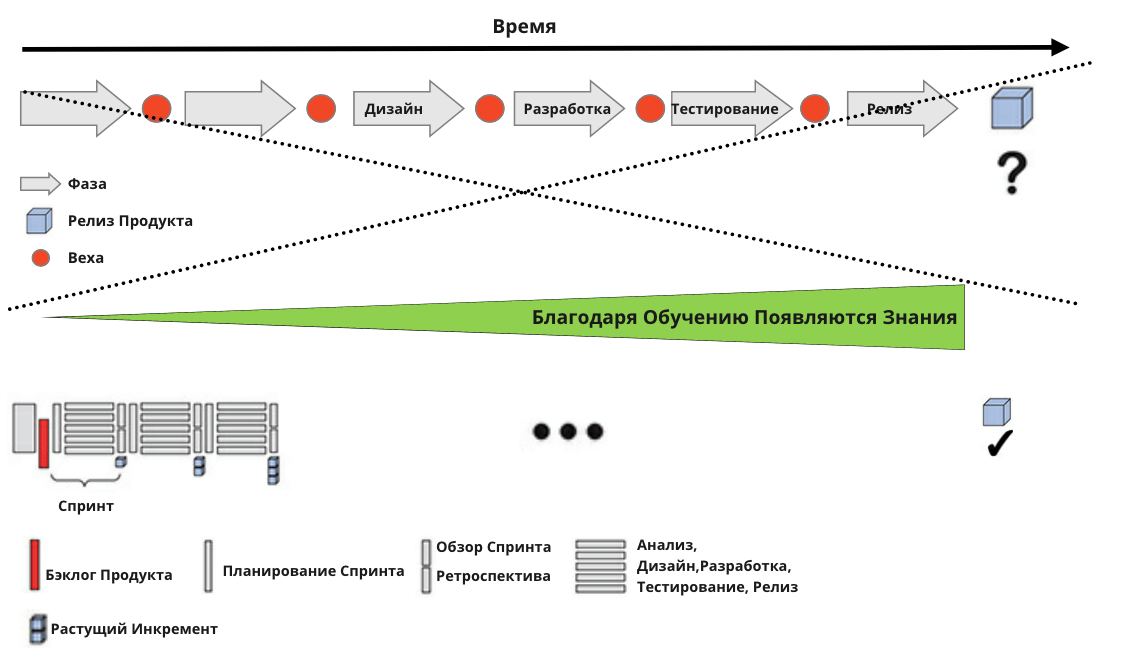 Время
Дизайн
Разработка
Тестирование
Релиз
?
Фаза
Релиз Продукта
Веха
Благодаря Обучению Появляются Знания
Спринт
Бэклог Продукта
Планирование Спринта
Обзор Спринта
Ретроспектива
Анализ,
Дизайн,Разработка,
Тестирование, Релиз
Растущий Инкремент